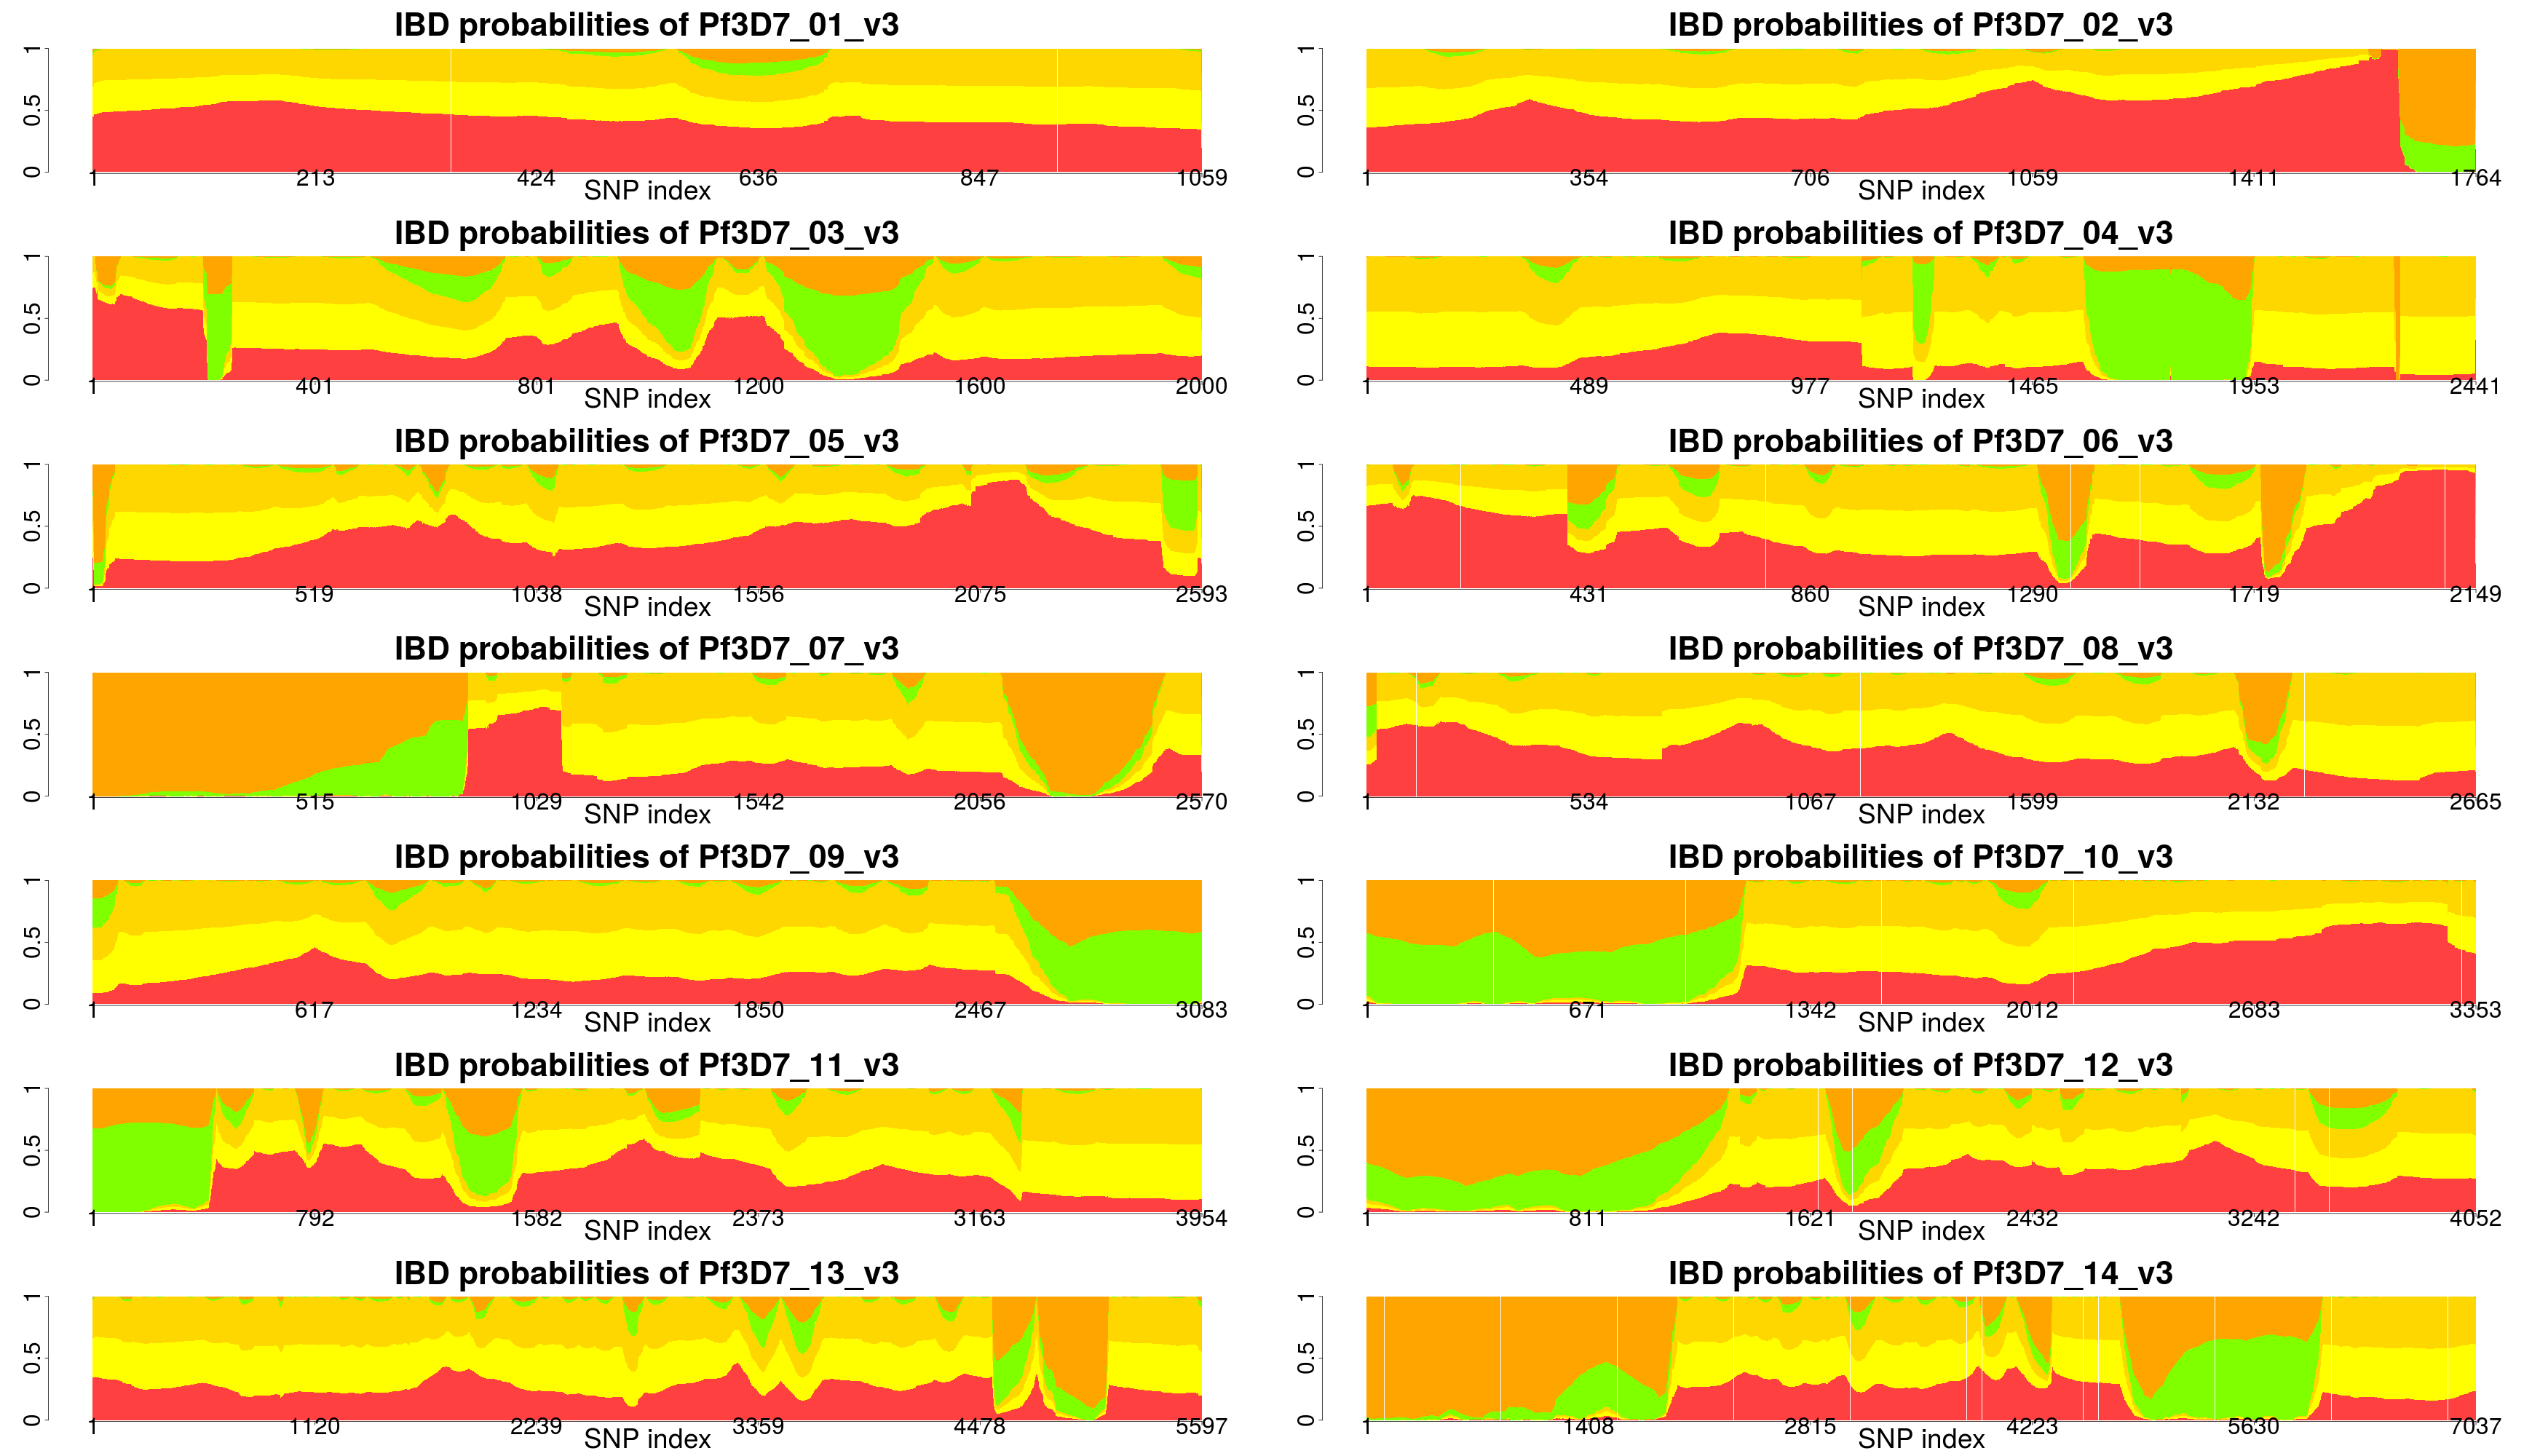 IBD probabilities of Pf3D7_01_v3
0 0.5 1
1 213 424 636 847 1059
SNP index
IBD probabilities of Pf3D7_02_v3
0 0.5 1
1 354 706 1059 1411 1764
SNP index
IBD probabilities of Pf3D7_03_v3
0 0.5 1
1 401 801 1200 1600 2000
SNP index
IBD probabilities of Pf3D7_04_v3
0 0.5 1
1 489 977 1465 1953 2441
SNP index
IBD probabilities of Pf3D7_05_v3
0 0.5 1
1 519 1038 1556 2075 2593
SNP index
IBD probabilities of Pf3D7_06_v3
0 0.5 1
1 431 860 1290 1719 2149
SNP index
IBD probabilities of Pf3D7_07_v3
0 0.5 1
1 515 1029 1542 2056 2570
SNP index
IBD probabilities of Pf3D7_08_v3
0 0.5 1
1 534 1067 1599 2132 2665
SNP index
IBD probabilities of Pf3D7_09_v3
0 0.5 1
1 617 1234 1850 2467 3083
SNP index
IBD probabilities of Pf3D7_10_v3
0 0.5 1
1 671 1342 2012 2683 3353
SNP index
IBD probabilities of Pf3D7_11_v3
0 0.5 1
1 792 1582 2373 3163 3954
SNP index
IBD probabilities of Pf3D7_12_v3
0 0.5 1
1 811 1621 2432 3242 4052
SNP index
IBD probabilities of Pf3D7_13_v3
0 0.5 1
1 1120 2239 3359 4478 5597
SNP index
IBD probabilities of Pf3D7_14_v3
0 0.5 1
1 1408 2815 4223 5630 7037
SNP index